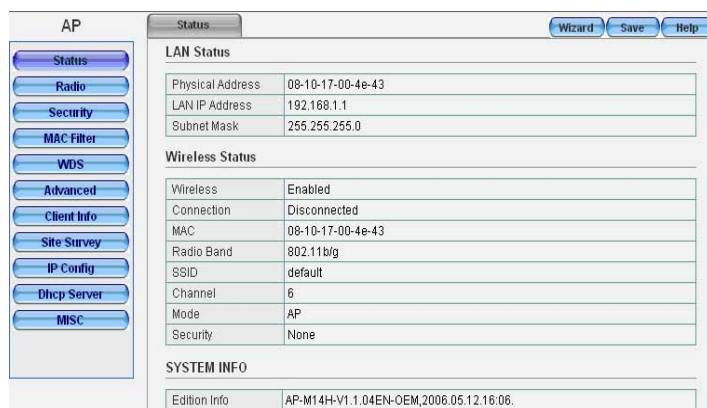 AP
Status
Wizard Save Help
Status
Radio
Security
MAC Filter
WDS
Advanced
Client Info
Site Survey
IP Config
Dhcp Server
MISC
LAN Status
Physical Address 08-10-17-00-4e-43
LAN IP Address 192.168.1.1
Subnet Mask 255.255.255.0
Wireless Status
Wireless Enabled
Connection Disconnected
MAC 08-10-17-00-4e-43
Radio Band 802.11b/g
SSID default
Channel 6
Mode AP
Security None
SYSTEM INFO
Edition Info AP-M14H-V1.1.04EN-OEM,2006.05.12.16:06.